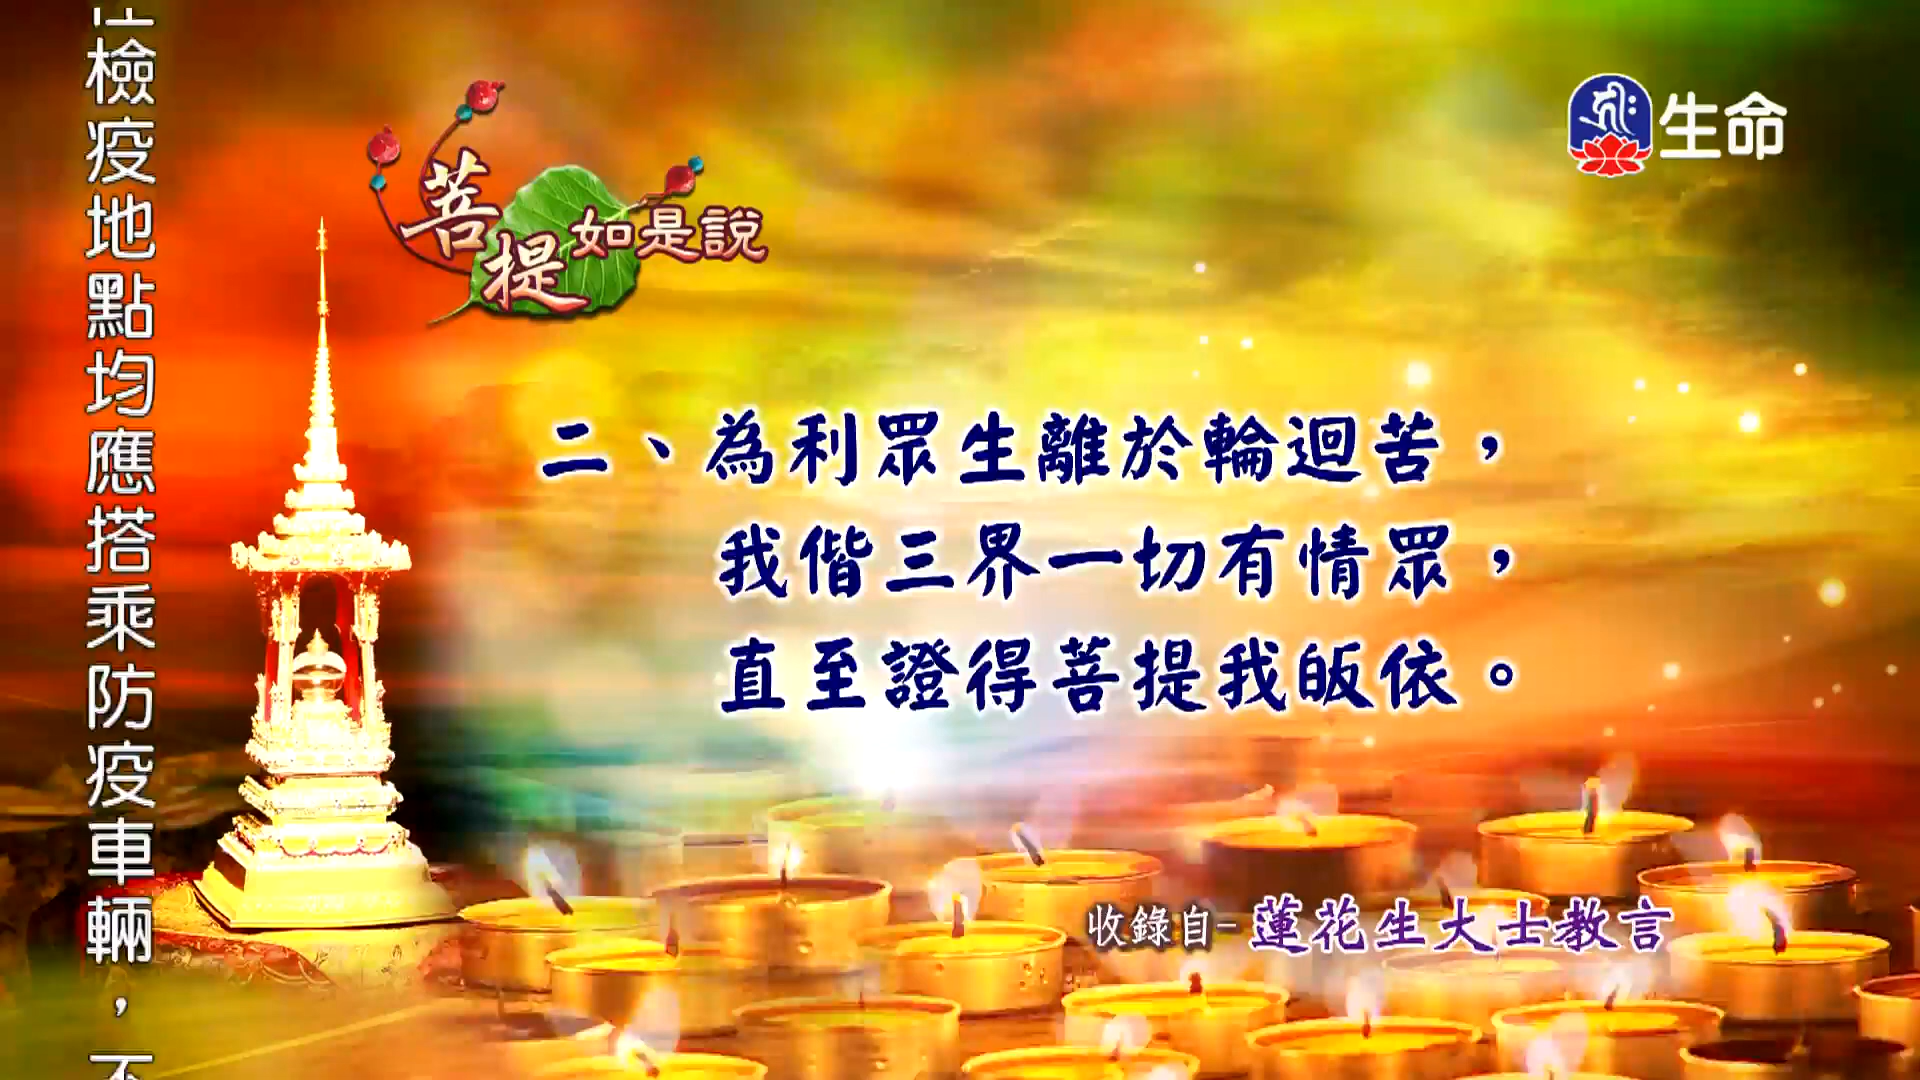 檢疫地點均應搭乘防疫車輛，不
菩提如是說
生命
二、為利眾生離於輪迴苦，
我偕三界一切有情眾，
直至證得菩提我皈依。
收錄自-蓮花生大士教言